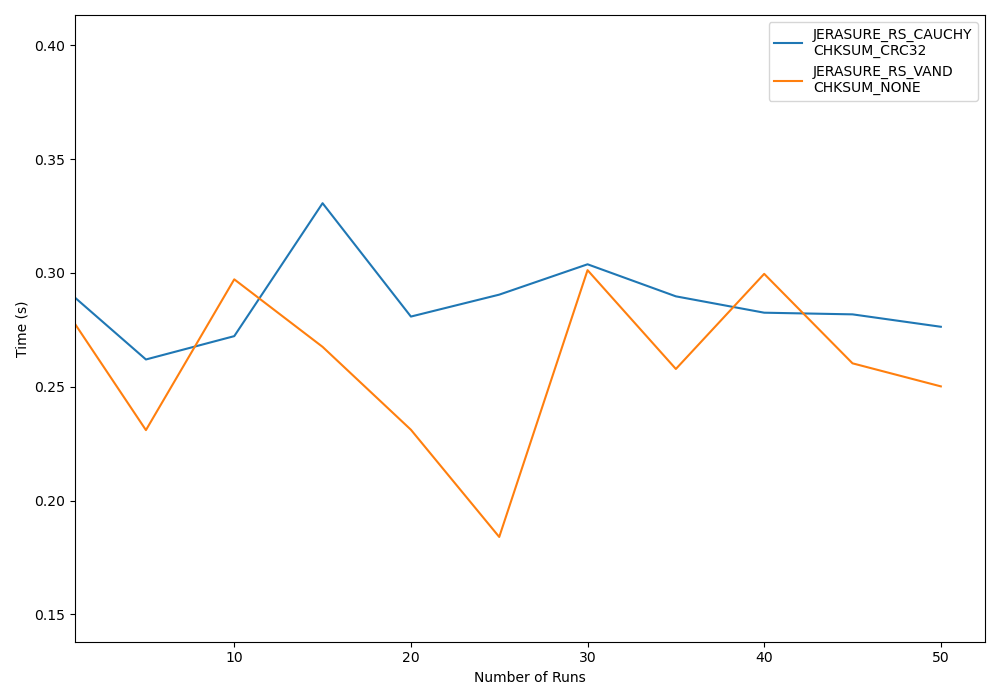 JERASURE_RS_CAUCHY
CHKSUM_CRC32
JERASURE_RS_VAND
CHKSUM_NONE
Time (s)
0.40
0.35
0.30
0.25
0.20
0.15
10 20 30 40 50
Number of Runs